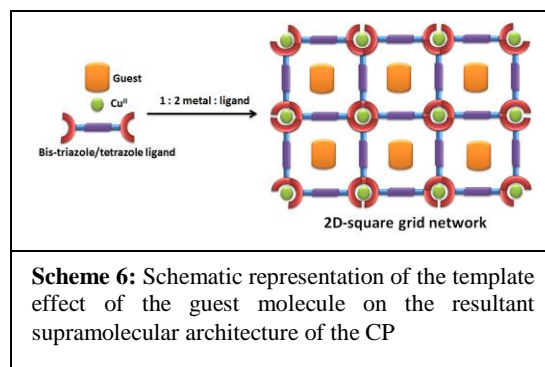 Guest
Cu^II
1 : 2 metal : ligand
Bis-triazole/tetrazole ligand
2D-square grid network
Scheme 6: Schematic representation of the template
effect of the guest molecule on the resultant
supramolecular architecture of the CP